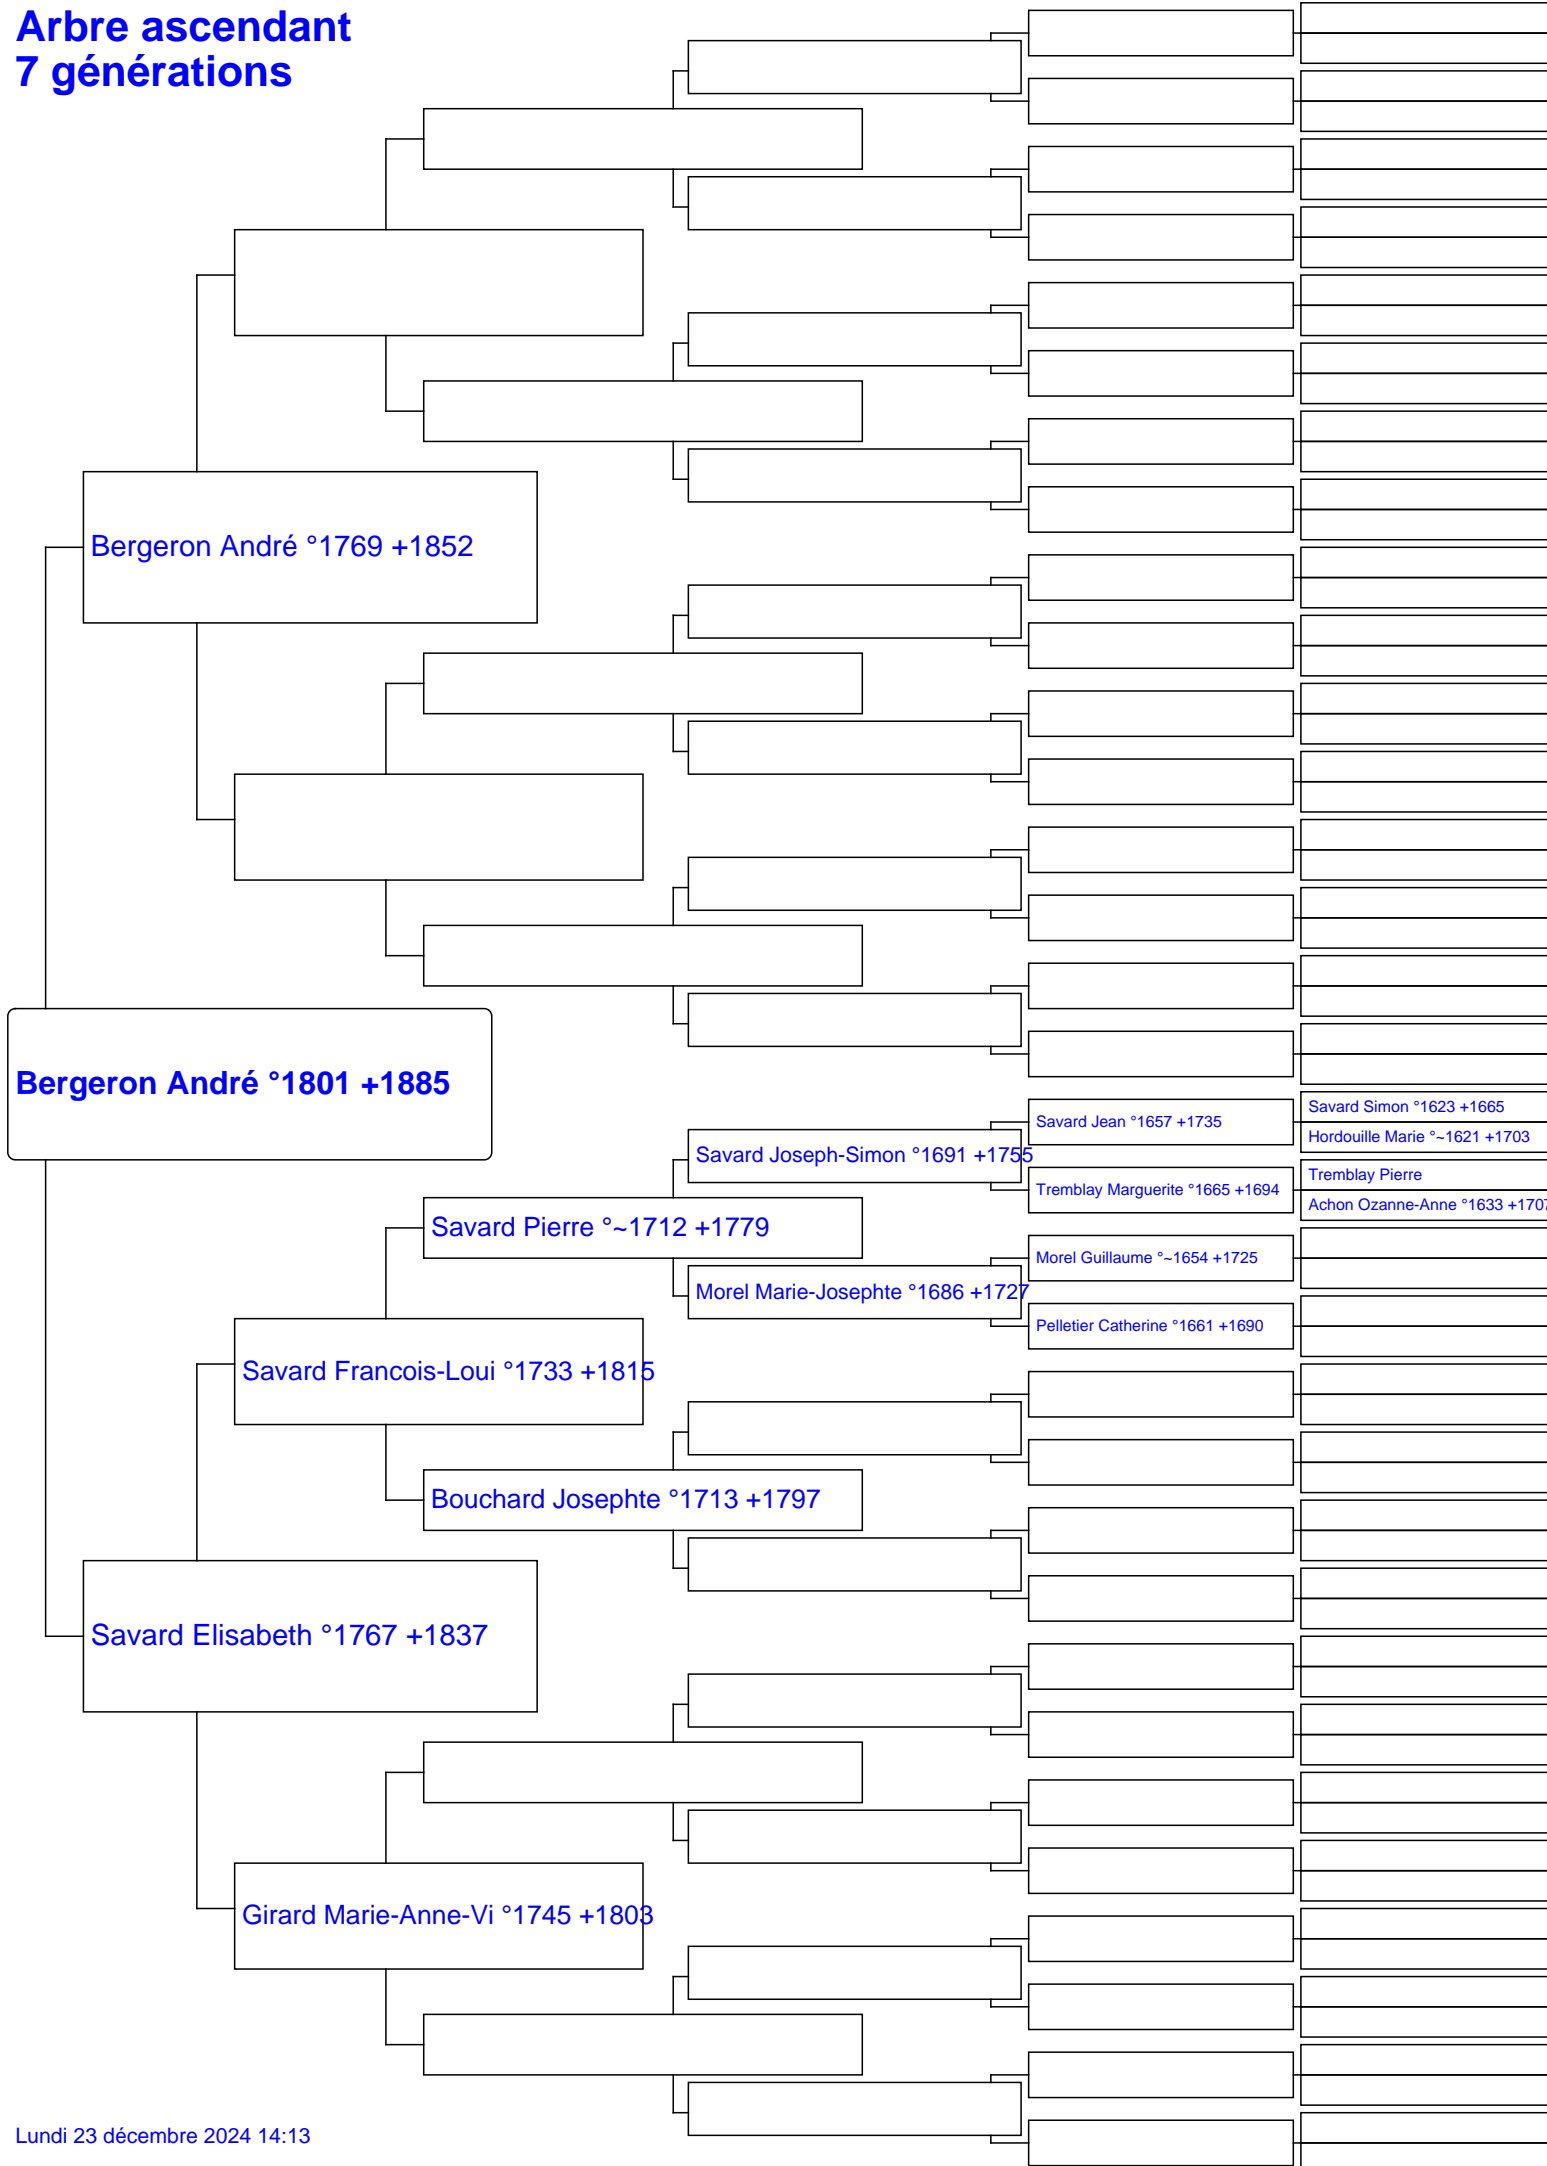 Arbre ascendant
7 générations
Bergeron André °1769 +1852
Bergeron André °1801 +1885
Savard Jean °1657 +1735
Savard Simon °1623 +1665
Hordouille Marie °~1621 +1703
Savard Joseph-Simon °1691 +1755
Tremblay Marguerite °1665 +1694
Tremblay Pierre
Achon Ozanne-Anne °1633 +1707
Savard Pierre °~1712 +1779
Morel Guillaume °~1654 +1725
Morel Marie-Josephte °1686 +1727
Pelletier Catherine °1661 +1690
Savard Francois-Loui °1733 +1815
Bouchard Josephte °1713 +1797
Savard Elisabeth °1767 +1837
Girard Marie-Anne-Vi °1745 +1803
Lundi 23 décembre 2024 14:13